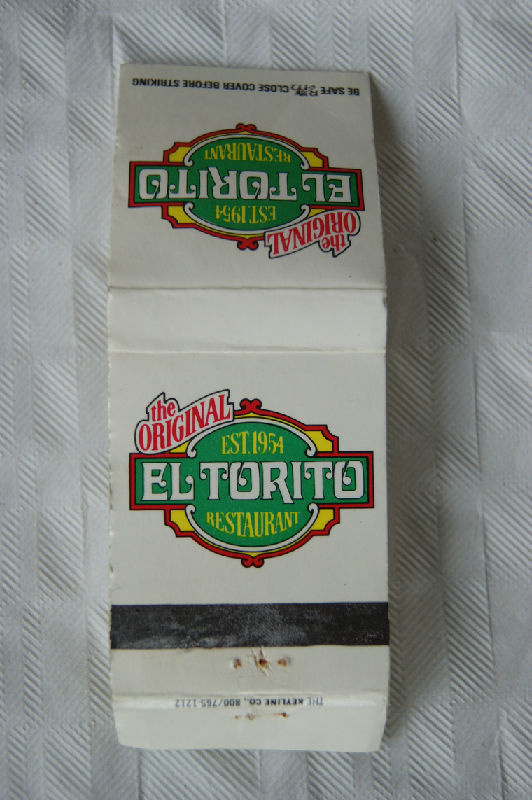 BE SAFE CLOSE COVER BEFORE STRIKING
the
ORIGINAL
EST.1954
EL TORITO
RESTAURANT
the
ORIGINAL
EST.1954
EL TORITO
RESTAURANT
THE KEYLINE CO., 800/765-1212